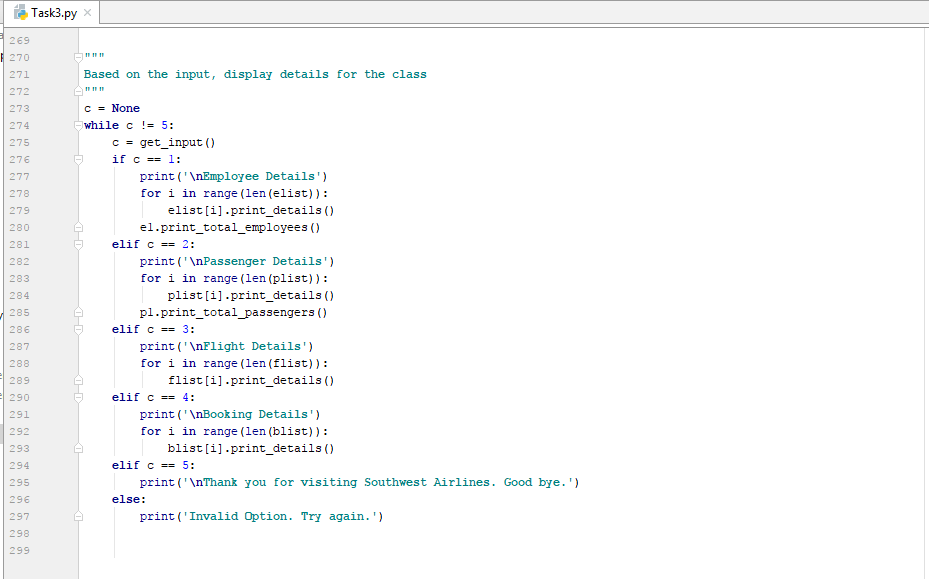 Task3.py
269
270 """
271 Based on the input, display details for the class
272 """
273 c = None
274 while c != 5:
275     c = get_input()
276     if c == 1:
277         print('\nEmployee Details')
278         for i in range(len(elist)):
279             elist[i].print_details()
280         e1.print_total_employees()
281     elif c == 2:
282         print('\nPassenger Details')
283         for i in range(len(plist)):
284             plist[i].print_details()
285         p1.print_total_passengers()
286     elif c == 3:
287         print('\nFlight Details')
288         for i in range(len(flist)):
289             flist[i].print_details()
290     elif c == 4:
291         print('\nBooking Details')
292         for i in range(len(blist)):
293             blist[i].print_details()
294     elif c == 5:
295         print('\nThank you for visiting Southwest Airlines. Good bye.')
296     else:
297         print('Invalid Option. Try again.')
298
299